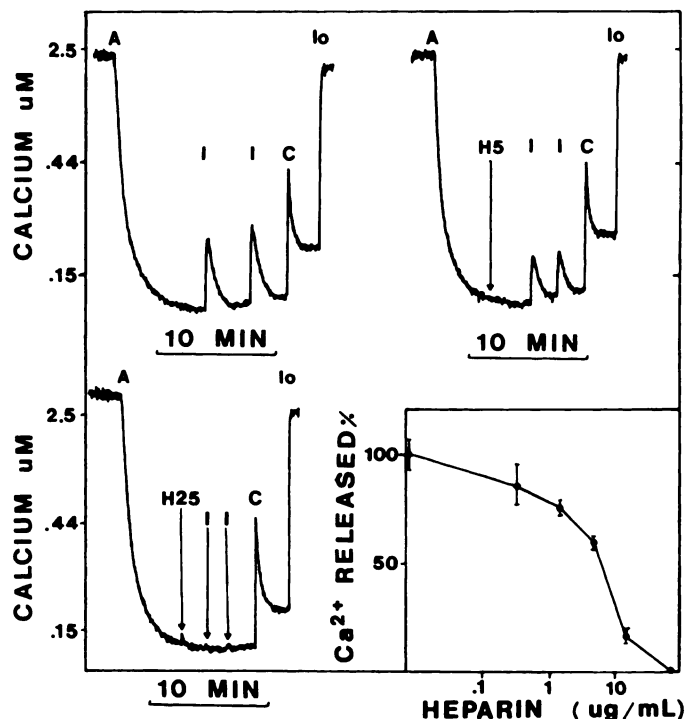 A Io
2.5
I I C
.44
.15
CALCIUM uM
10 MIN
A Io
H5 I I C
10 MIN
A Io
2.5
H25 I I C
.44
.15
CALCIUM uM
10 MIN
100
50
Ca2+ RELEASED%
.1 1 10
HEPARIN (ug/mL)